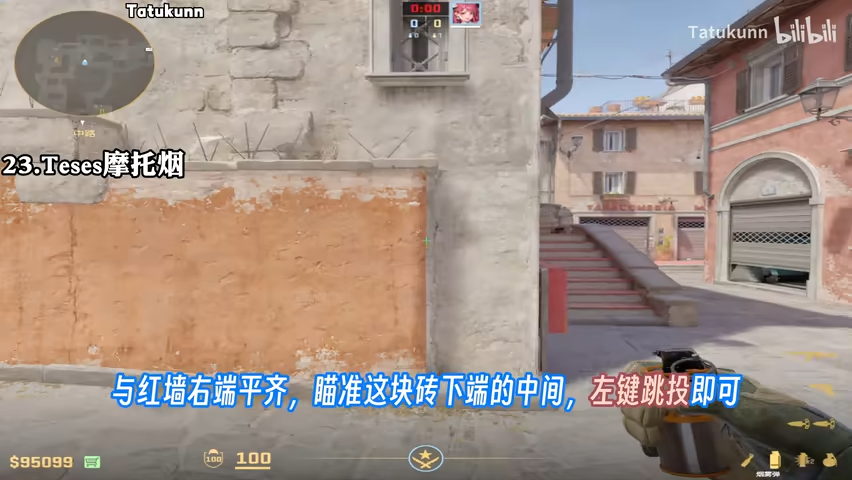 Tatukunn
0:00
0 0
Tatukunn bilibili
中路
23.Teses摩托烟
与红墙右端平齐，瞄准这块砖下端的中间，左键跳投即可
$95099
100
100
x2
烟雾弹